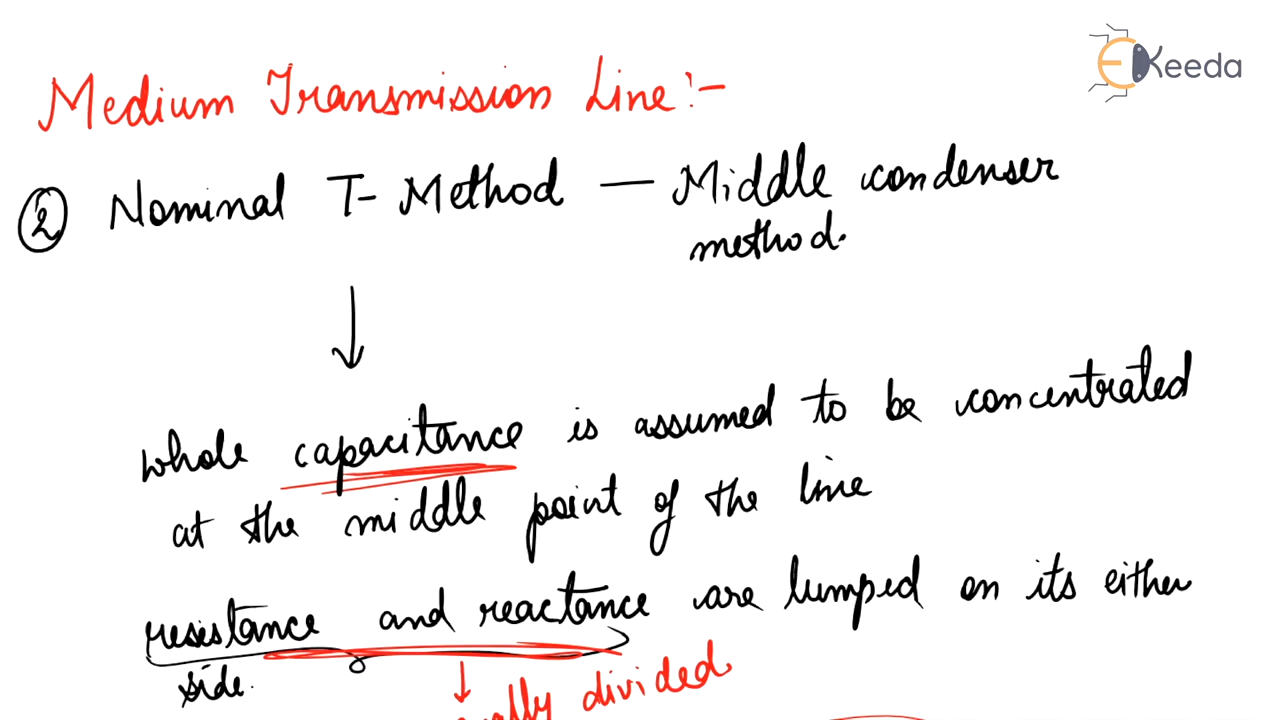 Keeda
Medium Transmission Line:-
② Nominal T- Method — Middle condenser
method.
whole capacitance is assumed to be concentrated
at the middle point of the line
resistance and reactance are lumped on its either
side.
divided